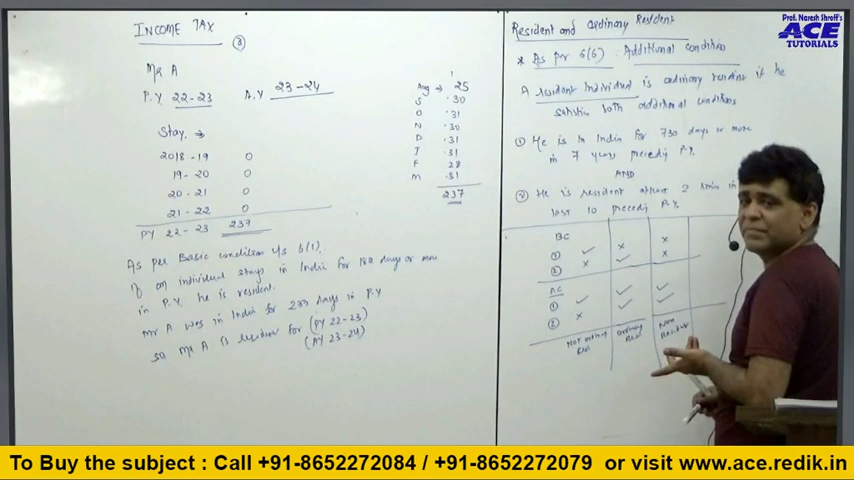 INCOME TAX
③
Mr A
P.Y 22-23 A.Y 23-24
Stay →
2018-19 0
19-20 0
20-21 0
21-22 0
PY 22-23 237
Aug → 25
S 30
O 31
N 30
D 31
J 31
F 28
M 31
237
As per Basic condition u/s 6(1).
If an individual stays in India for 182 days or more
in P.Y. he is resident.
Mr A was in India for 237 days in P.Y
so Mr A is resident for (PY 22-23)
(AY 23-24)
Resident and ordinary Resident
* As per 6(6) : Additional condition
A resident Individual is ordinary resident if he
satisfies both additional conditions
① He is in India for 730 days or more
in 7 years preceding P.Y.
AND
② He is resident atleast 2 times in
last 10 preceding P.Y.
BC
① ✓ × ×
② × ✓ ×
AC
① ✓ ✓ ✓
② × ✓ ✓
Not ordinary Ordinary Non
Resi Resi Resident
Prof. Naresh Shroff's
ACE
TUTORIALS
To Buy the subject : Call +91-8652272084 / +91-8652272079 or visit www.ace.redik.in